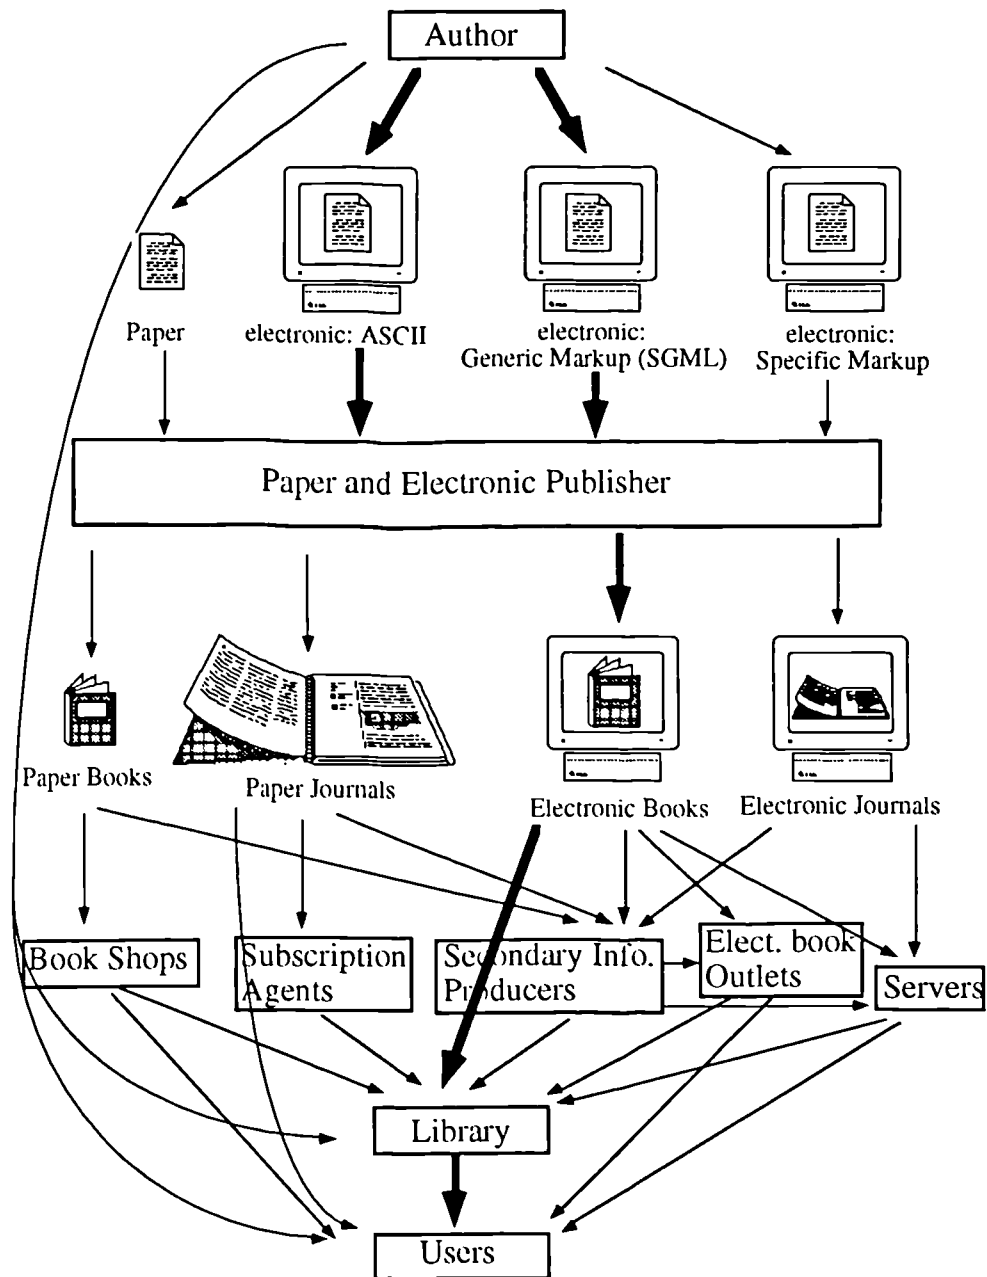 Author
Paper
electronic: ASCII
electronic:
Generic Markup (SGML)
electronic:
Specific Markup
Paper and Electronic Publisher
Paper Books
Paper Journals
Electronic Books
Electronic Journals
Book Shops
Subscription
Agents
Secondary Info.
Producers
Elect. book
Outlets
Servers
Library
Users